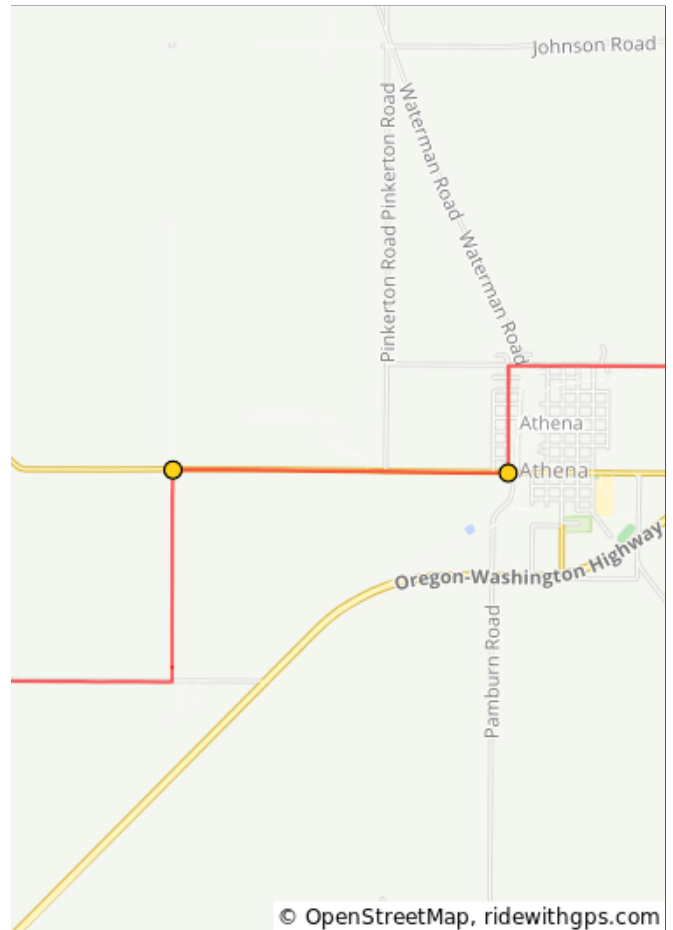 Johnson Road
Pinkerton Road Pinkerton Road
Waterman Road Waterman Road
Athena
Athena
Oregon-Washington Highway
Pamburn Road
© OpenStreetMap, ridewithgps.com